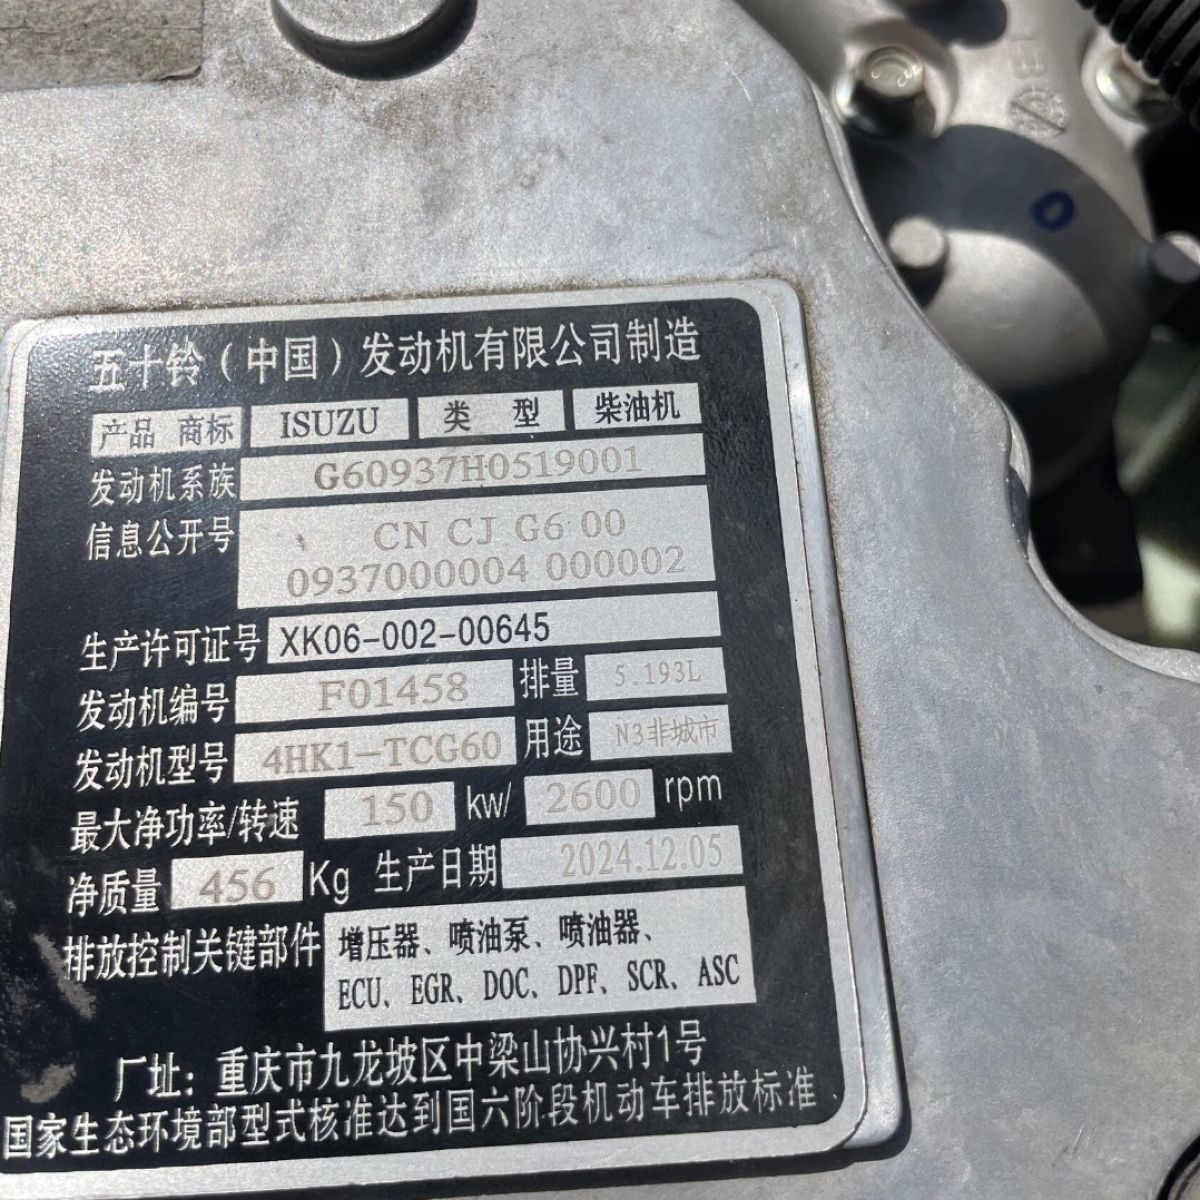 五十铃（中国）发动机有限公司制造
产品 商标 ISUZU 类 型 柴油机
发动机系族 G60937H0519001
信息公开号 CN CJ G6 00
0937000004 000002
生产许可证号 XK06-002-00645
发动机编号 F01458 排量 5.193L
发动机型号 4HK1-TCG60 用途 N3非城市
最大净功率/转速 150 kw/ 2600 rpm
净质量 456 Kg 生产日期 2024.12.05
排放控制关键部件 增压器、喷油泵、喷油器、
ECU、EGR、DOC、DPF、SCR、ASC
厂址：重庆市九龙坡区中梁山协兴村1号
国家生态环境部型式核准达到国六阶段机动车排放标准